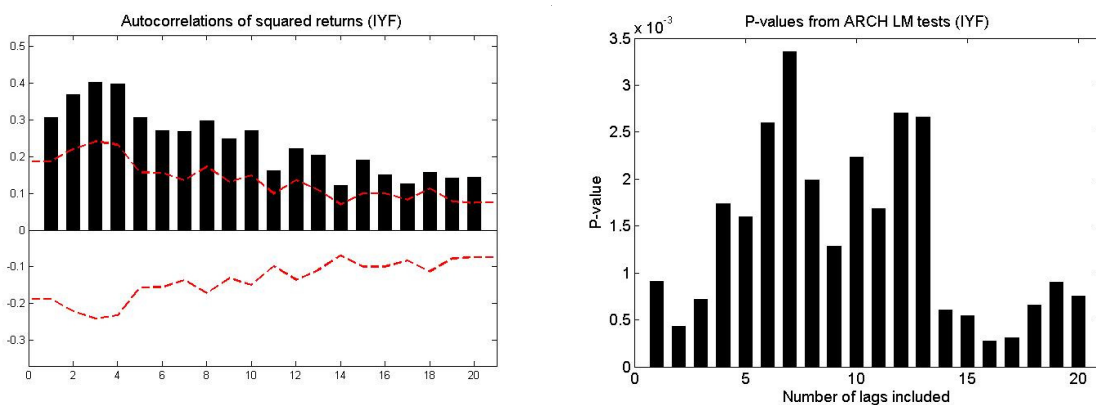 Autocorrelations of squared returns (IYF)
0.5
0.4
0.3
0.2
0.1
0
-0.1
-0.2
-0.3
0 2 4 6 8 10 12 14 16 18 20
P-values from ARCH LM tests (IYF)
x 10⁻³
3.5
3
2.5
2
1.5
1
0.5
0
P-value
0 5 10 15 20
Number of lags included